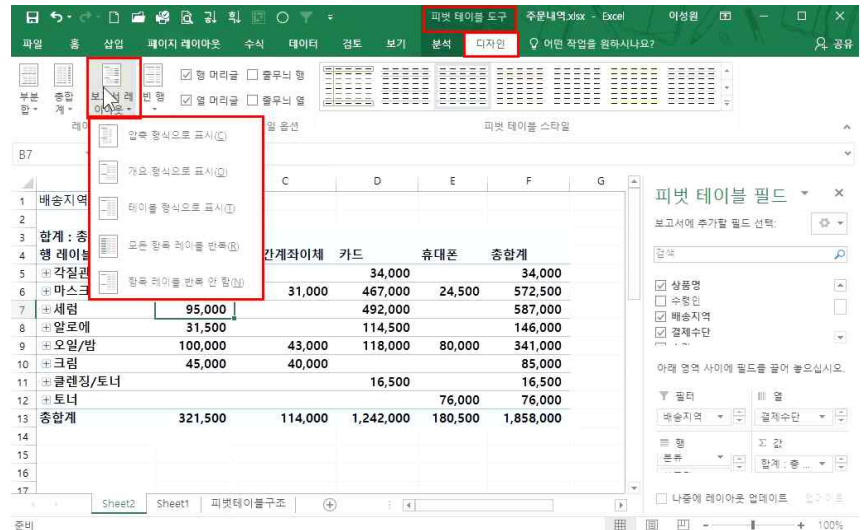 피벗 테이블 도구 주문내역.xlsx - Excel 이성원
파일 홈 삽입 페이지 레이아웃 수식 데이터 검토 보기 분석 디자인 어떤 작업을 원하시나요? 공유
부분합 총합계 빈 행
행 머리글 줄무늬 행
열 머리글 줄무늬 열
일 옵션 피벗 테이블 스타일
B7
압축 형식으로 표시(C)
개요 형식으로 표시(O)
테이블 형식으로 표시(T)
모든 항목 레이블 반복(R)
항목 레이블 반복 안 함(N)
C D E F G
1 배송지역
2
3 합계 : 총
4 행 레이블 간계좌이체 카드 휴대폰 총합계
5 각질관 34,000 34,000
6 마스크 31,000 467,000 24,500 572,500
7 세럼 95,000 492,000 587,000
8 알로에 31,500 114,500 146,000
9 오일/밤 100,000 43,000 118,000 80,000 341,000
10 크림 45,000 40,000 85,000
11 클렌징/토너 16,500 16,500
12 토너 76,000 76,000
13 총합계 321,500 114,000 1,242,000 180,500 1,858,000
14
15
16
17
피벗 테이블 필드
보고서에 추가할 필드 선택:
검색
상품명
수령인
배송지역
결제수단
아래 영역 사이에 필드를 끌어 놓으십시오.
필터 열
배송지역 결제수단
행 Σ 값
분류 합계 : 총 ...
나중에 레이아웃 업데이트 업데이트
Sheet2 Sheet1 피벗테이블구조
준비 100%